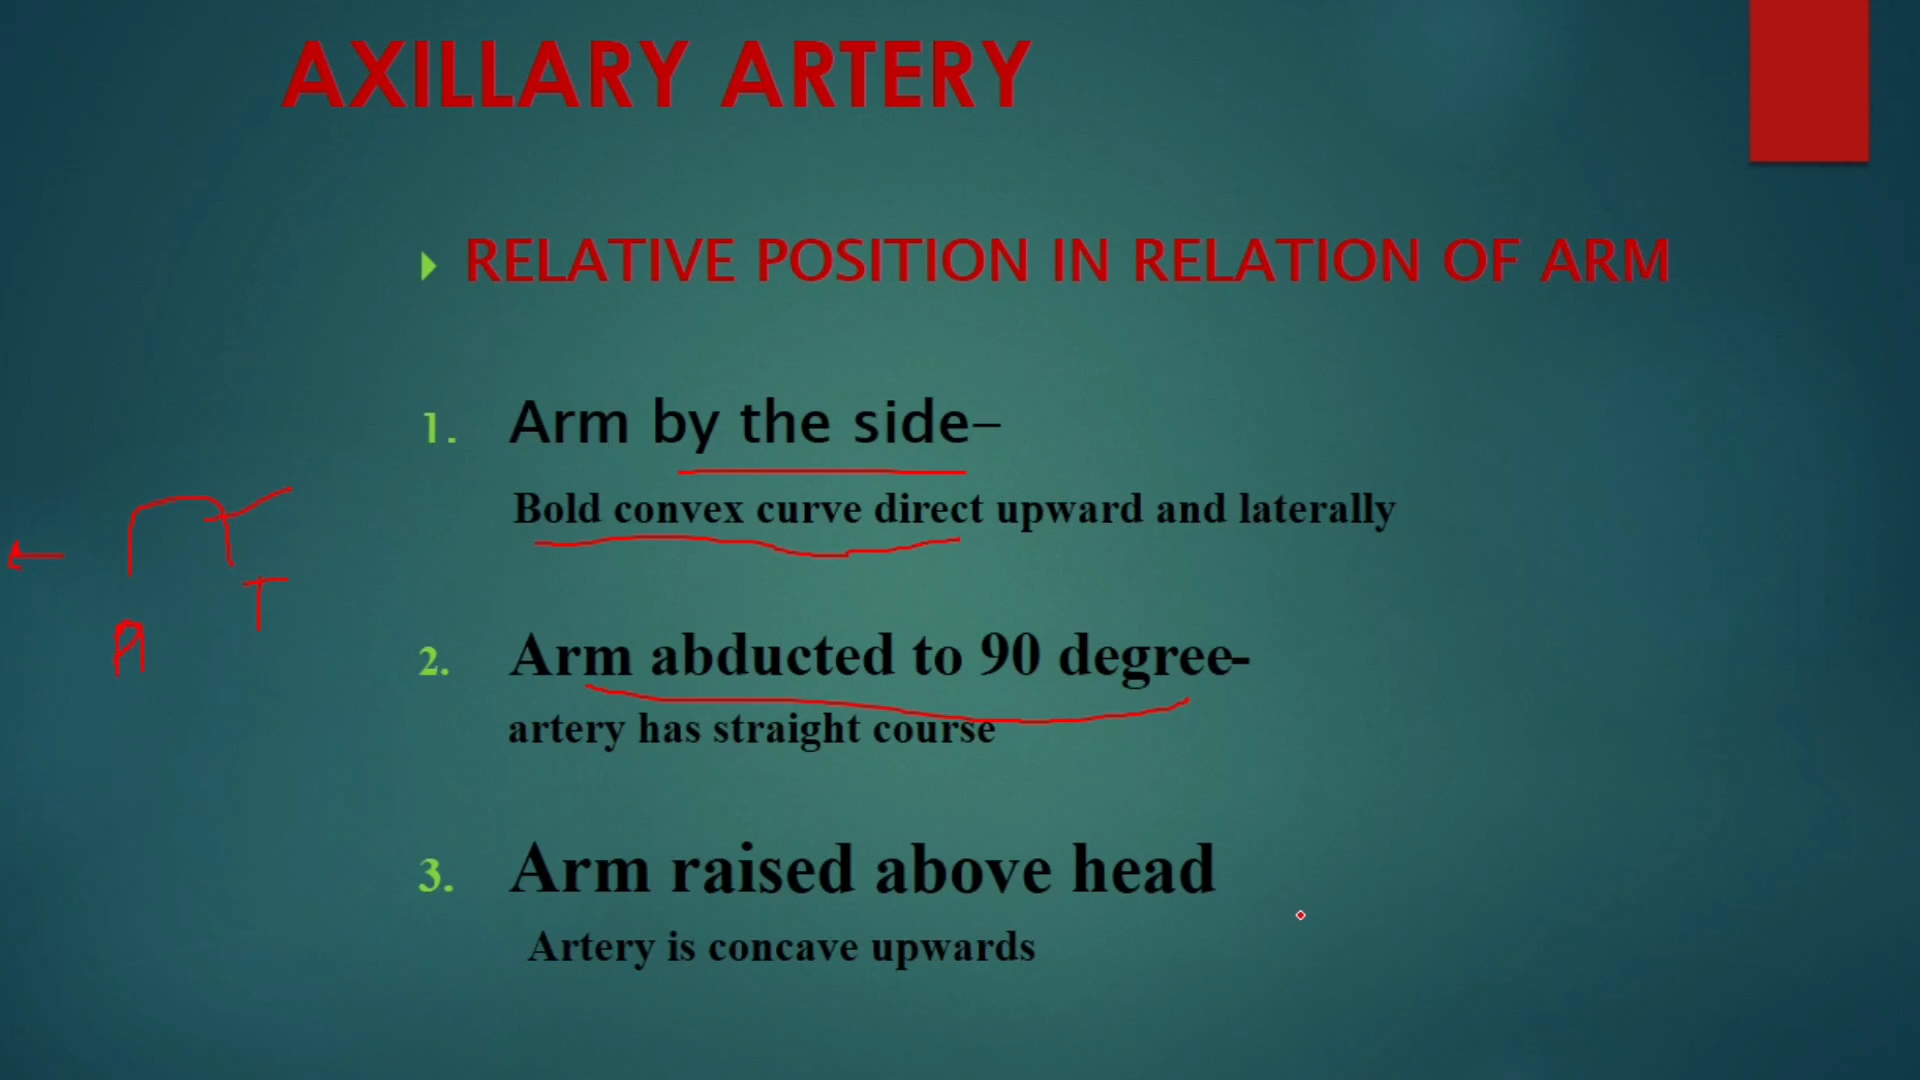 AXILLARY ARTERY
RELATIVE POSITION IN RELATION OF ARM
1. Arm by the side-
Bold convex curve direct upward and laterally
2. Arm abducted to 90 degree-
artery has straight course
3. Arm raised above head
Artery is concave upwards
T
A